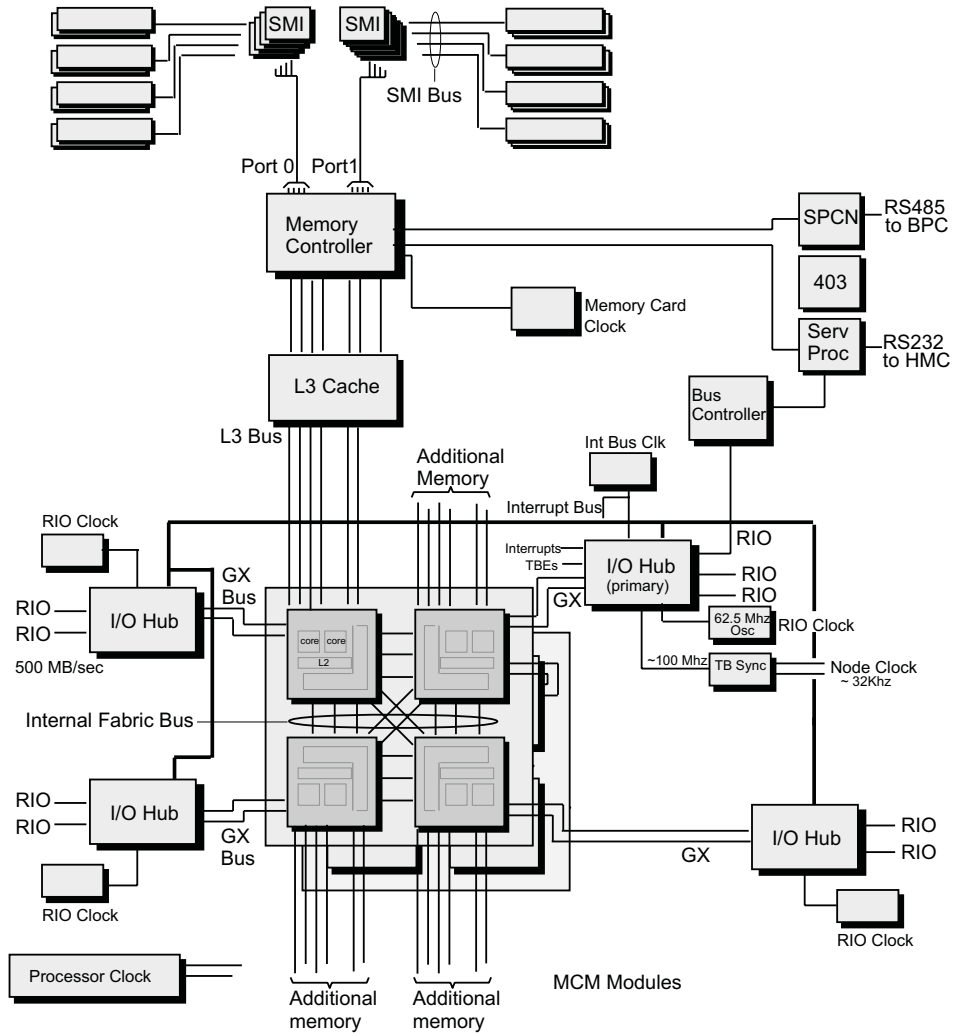 SMI
SMI
SMI Bus
Port 0
Port1
Memory
Controller
SPCN
RS485
to BPC
403
Memory Card
Clock
Serv
Proc
RS232
to HMC
L3 Cache
Bus
Controller
L3 Bus
Int Bus Clk
Additional
Memory
Interrupt Bus
RIO Clock
RIO
Interrupts
TBEs
I/O Hub
(primary)
RIO
RIO
GX
GX
Bus
RIO
RIO
I/O Hub
500 MB/sec
core
core
L2
62.5 Mhz
Osc
RIO Clock
~100 Mhz
TB Sync
Node Clock
~ 32Khz
Internal Fabric Bus
RIO
RIO
I/O Hub
GX
Bus
RIO Clock
I/O Hub
RIO
RIO
GX
RIO Clock
Processor Clock
MCM Modules
Additional
memory
Additional
memory